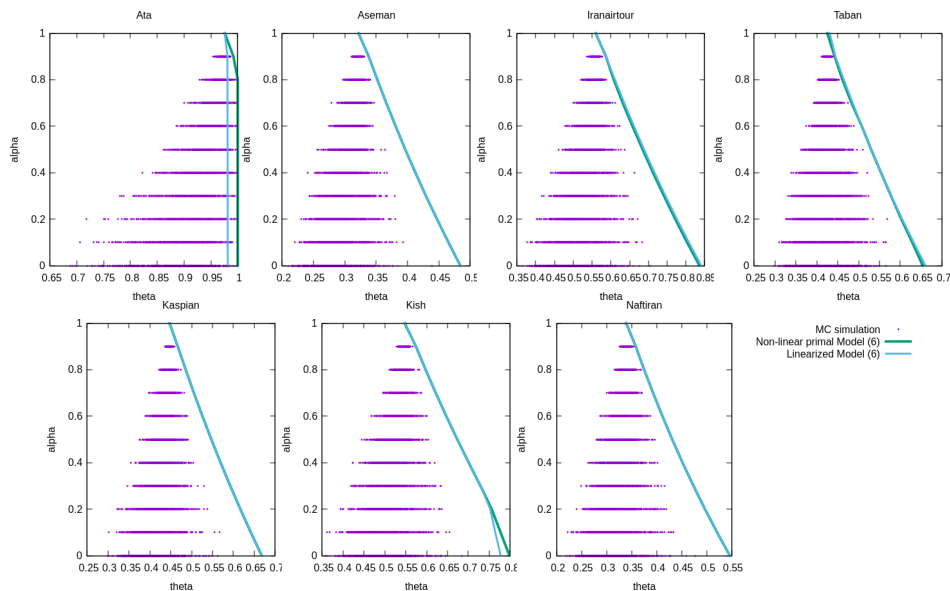 Ata
1
0.8
0.6
0.4
0.2
0
alpha
0.65 0.7 0.75 0.8 0.85 0.9 0.95 1
theta
Aseman
1
0.8
0.6
0.4
0.2
0
alpha
0.2 0.3 0.4 0.5
theta
Iranairtour
1
0.8
0.6
0.4
0.2
0
alpha
0.35 0.4 0.45 0.5 0.55 0.6 0.65 0.7 0.75 0.8 0.85
theta
Taban
1
0.8
0.6
0.4
0.2
0
alpha
0.25 0.3 0.35 0.4 0.45 0.5 0.55 0.6 0.65 0.7
theta
Kaspian
1
0.8
0.6
0.4
0.2
0
alpha
0.25 0.3 0.35 0.4 0.45 0.5 0.55 0.6 0.65 0.7
theta
Kish
1
0.8
0.6
0.4
0.2
0
alpha
0.35 0.4 0.45 0.5 0.55 0.6 0.65 0.7 0.75 0.8
theta
Naftiran
1
0.8
0.6
0.4
0.2
0
alpha
0.2 0.25 0.3 0.35 0.4 0.45 0.5 0.55
theta
MC simulation
Non-linear primal Model (6)
Linearized Model (6)